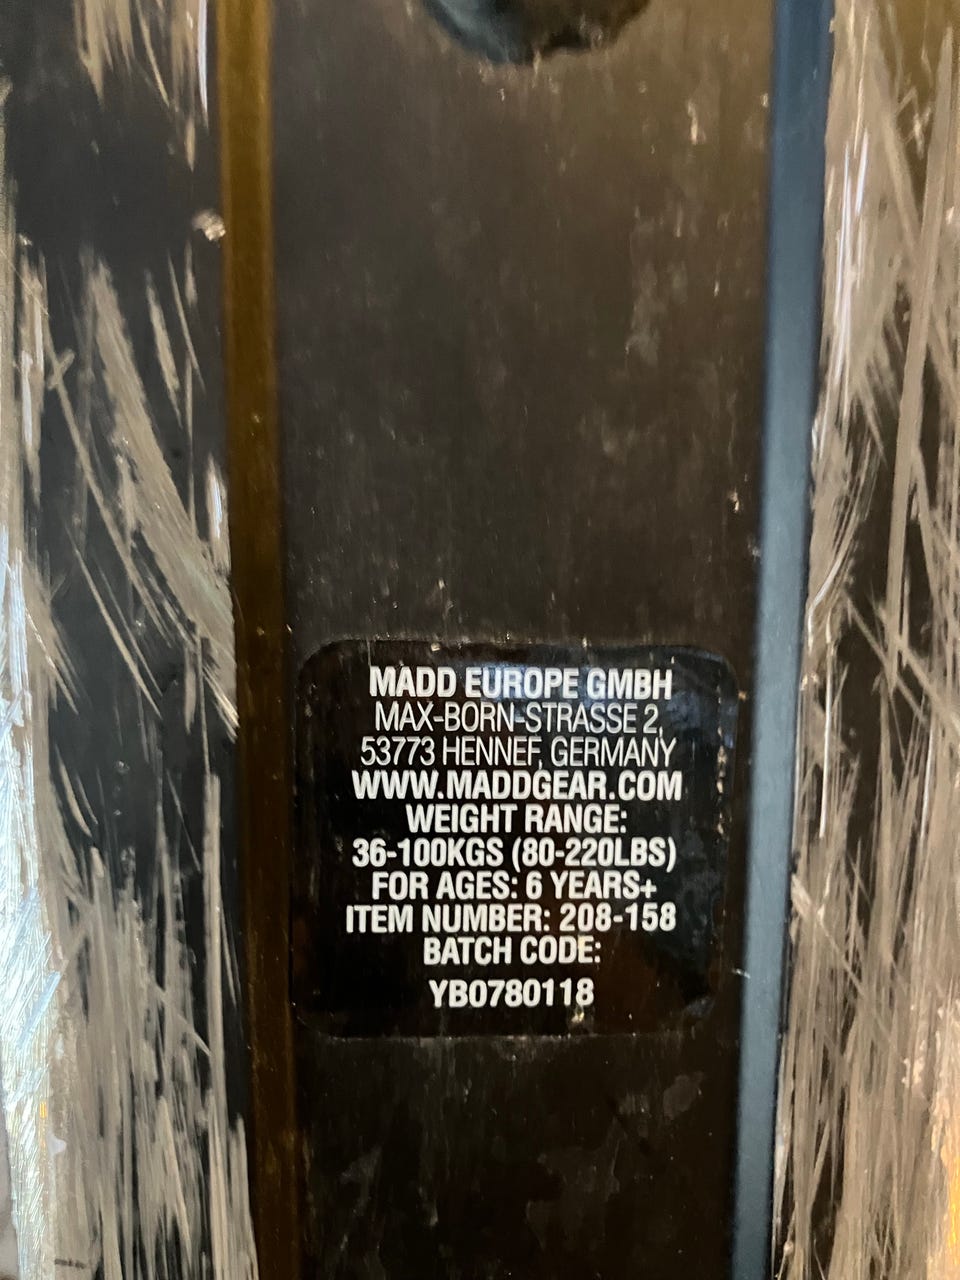 MADD EUROPE GMBH
MAX-BORN-STRASSE 2,
53773 HENNEF, GERMANY
WWW.MADDGEAR.COM
WEIGHT RANGE:
36-100KGS (80-220LBS)
FOR AGES: 6 YEARS+
ITEM NUMBER: 208-158
BATCH CODE:
YB0780118